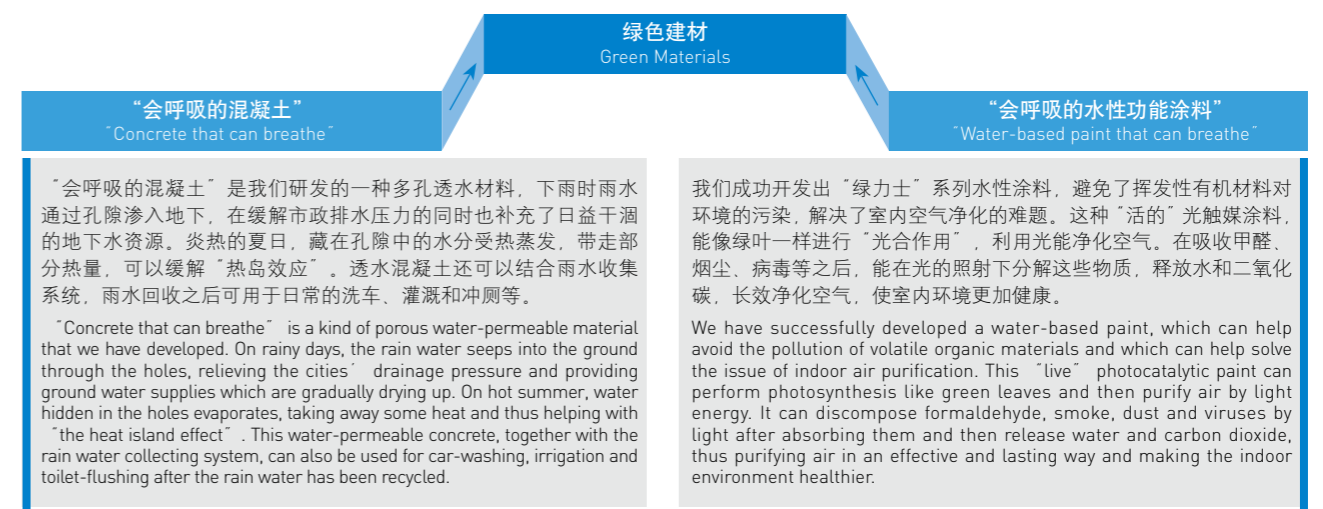 绿色建材
Green Materials
“会呼吸的混凝土”
˝Concrete that can breathe˝
˝会呼吸的混凝土˝ 是我们研发的一种多孔透水材料，下雨时雨水
通过孔隙渗入地下，在缓解市政排水压力的同时也补充了日益干涸
的地下水资源。炎热的夏日，藏在孔隙中的水分受热蒸发，带走部
分热量，可以缓解˝热岛效应˝。透水混凝土还可以结合雨水收集
系统，雨水回收之后可用于日常的洗车、灌溉和冲厕等。
˝Concrete that can breathe˝ is a kind of porous water-permeable material
that we have developed. On rainy days, the rain water seeps into the ground
through the holes, relieving the cities´ drainage pressure and providing
ground water supplies which are gradually drying up. On hot summer, water
hidden in the holes evaporates, taking away some heat and thus helping with
˝the heat island effect˝ . This water-permeable concrete, together with the
rain water collecting system, can also be used for car-washing, irrigation and
toilet-flushing after the rain water has been recycled.
“会呼吸的水性功能涂料”
˝Water-based paint that can breathe˝
我们成功开发出˝绿力士˝系列水性涂料，避免了挥发性有机材料对
环境的污染，解决了室内空气净化的难题。这种˝活的˝光触媒涂料，
能像绿叶一样进行˝光合作用˝，利用光能净化空气。在吸收甲醛、
烟尘、病毒等之后，能在光的照射下分解这些物质，释放水和二氧化
碳，长效净化空气，使室内环境更加健康。
We have successfully developed a water-based paint, which can help
avoid the pollution of volatile organic materials and which can help solve
the issue of indoor air purification. This ˝live˝ photocatalytic paint can
perform photosynthesis like green leaves and then purify air by light
energy. It can discompose formaldehyde, smoke, dust and viruses by
light after absorbing them and then release water and carbon dioxide,
thus purifying air in an effective and lasting way and making the indoor
environment healthier.